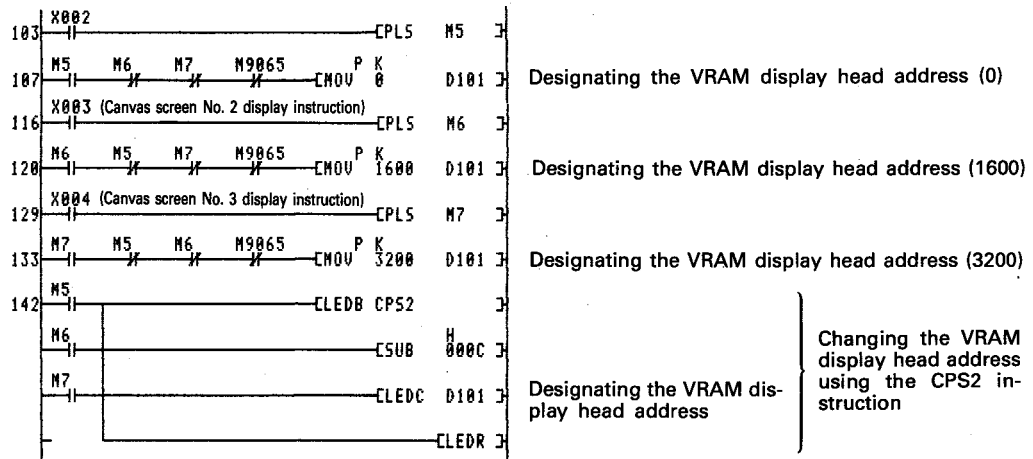 X002
103 [PLS M5 ]
M5 M6 M7 M9065 P K
107 [MOV 0 D101 ] Designating the VRAM display head address (0)
X003 (Canvas screen No. 2 display instruction)
116 [PLS M6 ]
M6 M5 M7 M9065 P K
120 [MOV 1600 D101 ] Designating the VRAM display head address (1600)
X004 (Canvas screen No. 3 display instruction)
129 [PLS M7 ]
M7 M5 M6 M9065 P K
133 [MOV 3200 D101 ] Designating the VRAM display head address (3200)
M5
142 [LEDB CPS2 ]
M6 H
[SUB 000C ]
M7
[LEDC D101 ] Designating the VRAM dis-
play head address
[LEDR ]
Changing the VRAM
display head address
using the CPS2 in-
struction